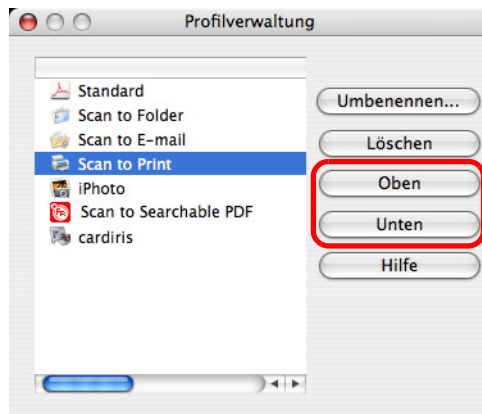 Profilverwaltung
Standard
Scan to Folder
Scan to E-mail
Scan to Print
iPhoto
Scan to Searchable PDF
cardiris
Umbenennen...
Löschen
Oben
Unten
Hilfe